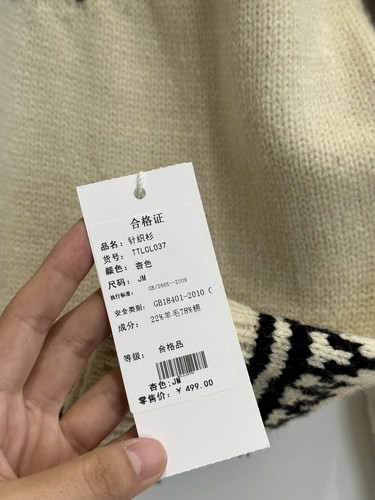 合格证
品名：针织衫
货号：TTLGL037
颜色：杏色
尺码：JM
执行标准：GB/2665--2009
安全类别：GB18401-2010 (
成分：22%羊毛78%棉
等级：合格品
杏色;JM
零售价：￥499.00